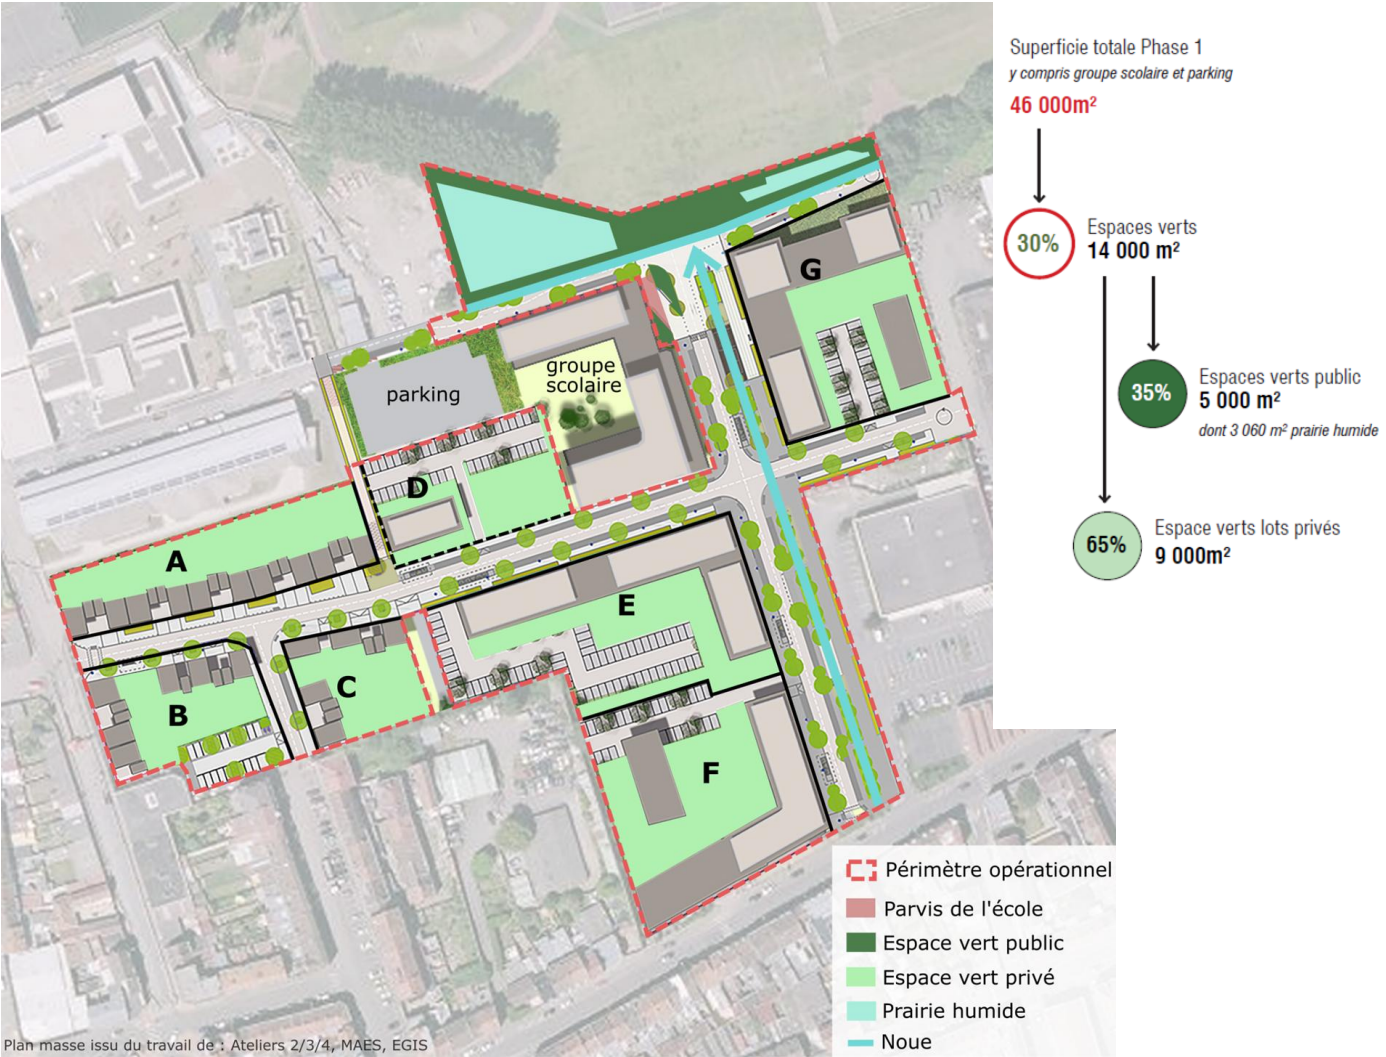 Superficie totale Phase 1
y compris groupe scolaire et parking
46 000m²
30%
Espaces verts
14 000 m²
35%
Espaces verts public
5 000 m²
dont 3 060 m² prairie humide
65%
Espace verts lots privés
9 000m²
G
groupe
scolaire
parking
D
A
E
C
B
F
Périmètre opérationnel
Parvis de l'école
Espace vert public
Espace vert privé
Prairie humide
Noue
Plan masse issu du travail de : Ateliers 2/3/4, MAES, EGIS